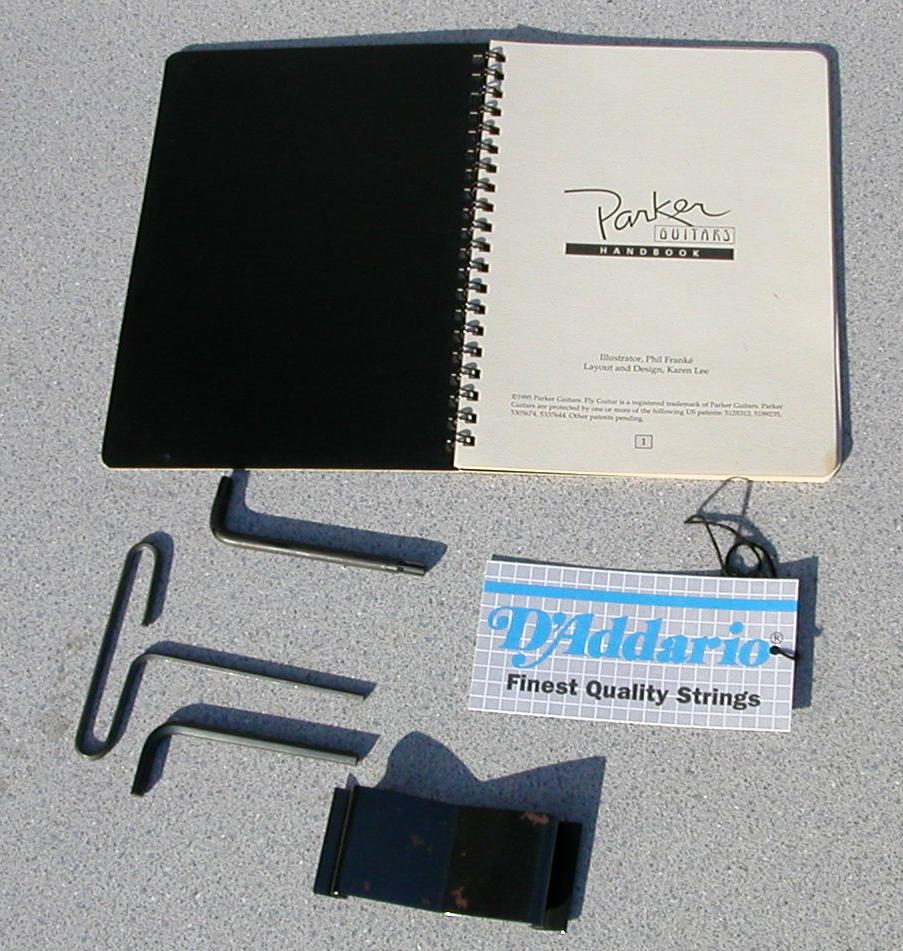 Parker
GUITARS
HANDBOOK
Illustrator, Phil Franké
Layout and Design, Karen Lee
©1995 Parker Guitars. Fly Guitar is a registered trademark of Parker Guitars. Parker
Guitars are protected by one or more of the following US patents: 5125312, 5189235,
5305674, 5337644. Other patents pending.
1
D'Addario®
Finest Quality Strings